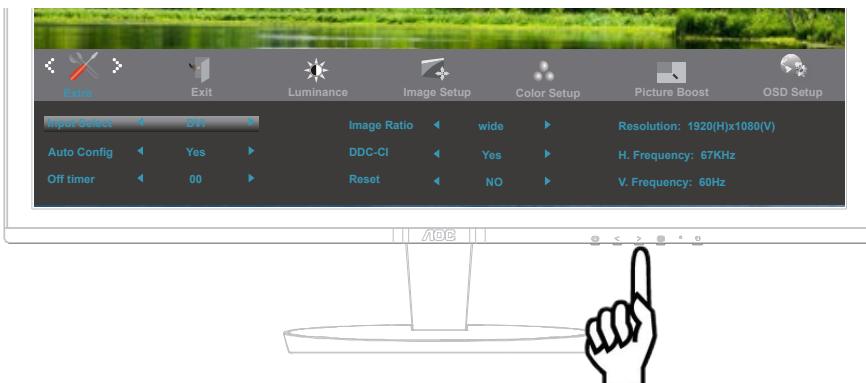 Extra Exit Luminance Image Setup Color Setup Picture Boost OSD Setup
Input Select DVI Image Ratio wide Resolution: 1920(H)x1080(V)
Auto Config Yes DDC-CI Yes H. Frequency: 67KHz
Off timer 00 Reset NO V. Frequency: 60Hz
AOC